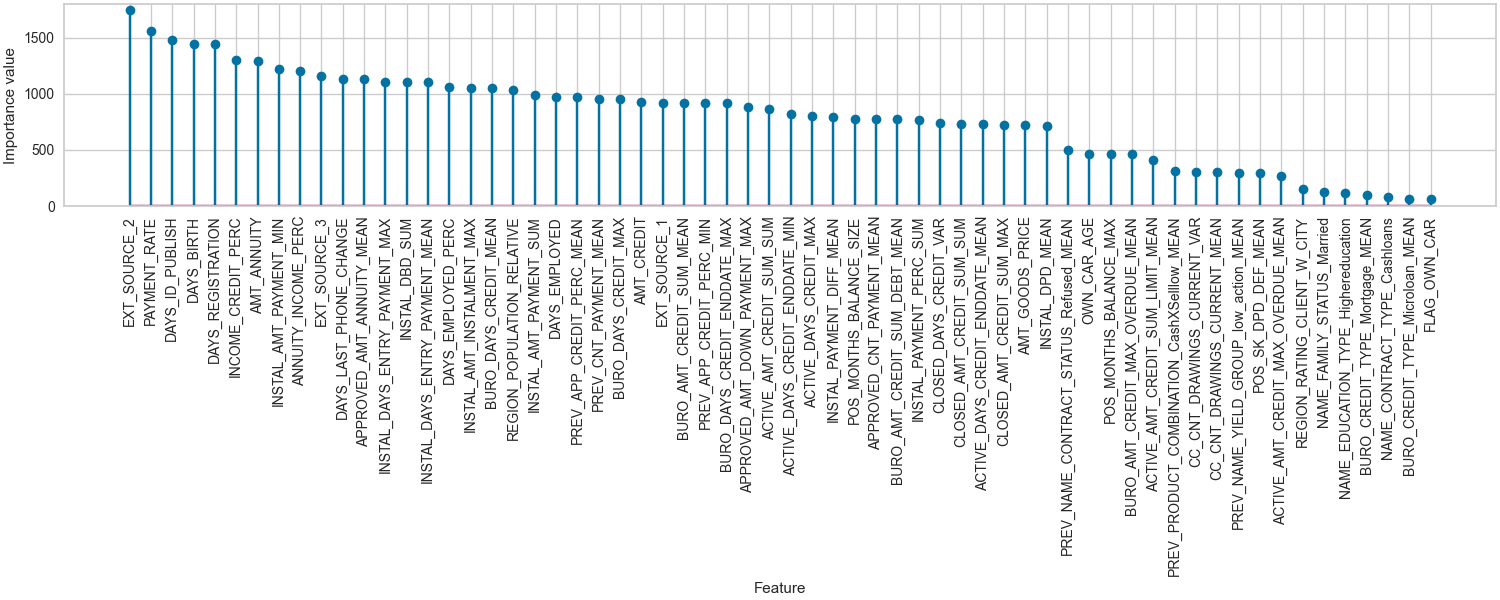 Importance value
1500
1000
500
0
EXT_SOURCE_2
PAYMENT_RATE
DAYS_ID_PUBLISH
DAYS_BIRTH
DAYS_REGISTRATION
INCOME_CREDIT_PERC
AMT_ANNUITY
INSTAL_AMT_PAYMENT_MIN
ANNUITY_INCOME_PERC
EXT_SOURCE_3
DAYS_LAST_PHONE_CHANGE
APPROVED_AMT_ANNUITY_MEAN
INSTAL_DAYS_ENTRY_PAYMENT_MAX
INSTAL_DBD_SUM
INSTAL_DAYS_ENTRY_PAYMENT_MEAN
DAYS_EMPLOYED_PERC
INSTAL_AMT_INSTALMENT_MAX
BURO_DAYS_CREDIT_MEAN
REGION_POPULATION_RELATIVE
INSTAL_AMT_PAYMENT_SUM
DAYS_EMPLOYED
PREV_APP_CREDIT_PERC_MEAN
PREV_CNT_PAYMENT_MEAN
BURO_DAYS_CREDIT_MAX
AMT_CREDIT
EXT_SOURCE_1
BURO_AMT_CREDIT_SUM_MEAN
PREV_APP_CREDIT_PERC_MIN
BURO_DAYS_CREDIT_ENDDATE_MAX
APPROVED_AMT_DOWN_PAYMENT_MAX
ACTIVE_AMT_CREDIT_SUM_SUM
ACTIVE_DAYS_CREDIT_ENDDATE_MIN
ACTIVE_DAYS_CREDIT_MAX
INSTAL_PAYMENT_DIFF_MEAN
POS_MONTHS_BALANCE_SIZE
APPROVED_CNT_PAYMENT_MEAN
BURO_AMT_CREDIT_SUM_DEBT_MEAN
INSTAL_PAYMENT_PERC_SUM
CLOSED_DAYS_CREDIT_VAR
CLOSED_AMT_CREDIT_SUM_SUM
ACTIVE_DAYS_CREDIT_ENDDATE_MEAN
CLOSED_AMT_CREDIT_SUM_MAX
AMT_GOODS_PRICE
INSTAL_DPD_MEAN
PREV_NAME_CONTRACT_STATUS_Refused_MEAN
OWN_CAR_AGE
POS_MONTHS_BALANCE_MAX
BURO_AMT_CREDIT_MAX_OVERDUE_MEAN
ACTIVE_AMT_CREDIT_SUM_LIMIT_MEAN
PREV_PRODUCT_COMBINATION_CashXSelllow_MEAN
CC_CNT_DRAWINGS_CURRENT_VAR
CC_CNT_DRAWINGS_CURRENT_MEAN
PREV_NAME_YIELD_GROUP_low_action_MEAN
POS_SK_DPD_DEF_MEAN
ACTIVE_AMT_CREDIT_MAX_OVERDUE_MEAN
REGION_RATING_CLIENT_W_CITY
NAME_FAMILY_STATUS_Married
NAME_EDUCATION_TYPE_Highereducation
BURO_CREDIT_TYPE_Mortgage_MEAN
NAME_CONTRACT_TYPE_Cashloans
BURO_CREDIT_TYPE_Microloan_MEAN
FLAG_OWN_CAR
Feature